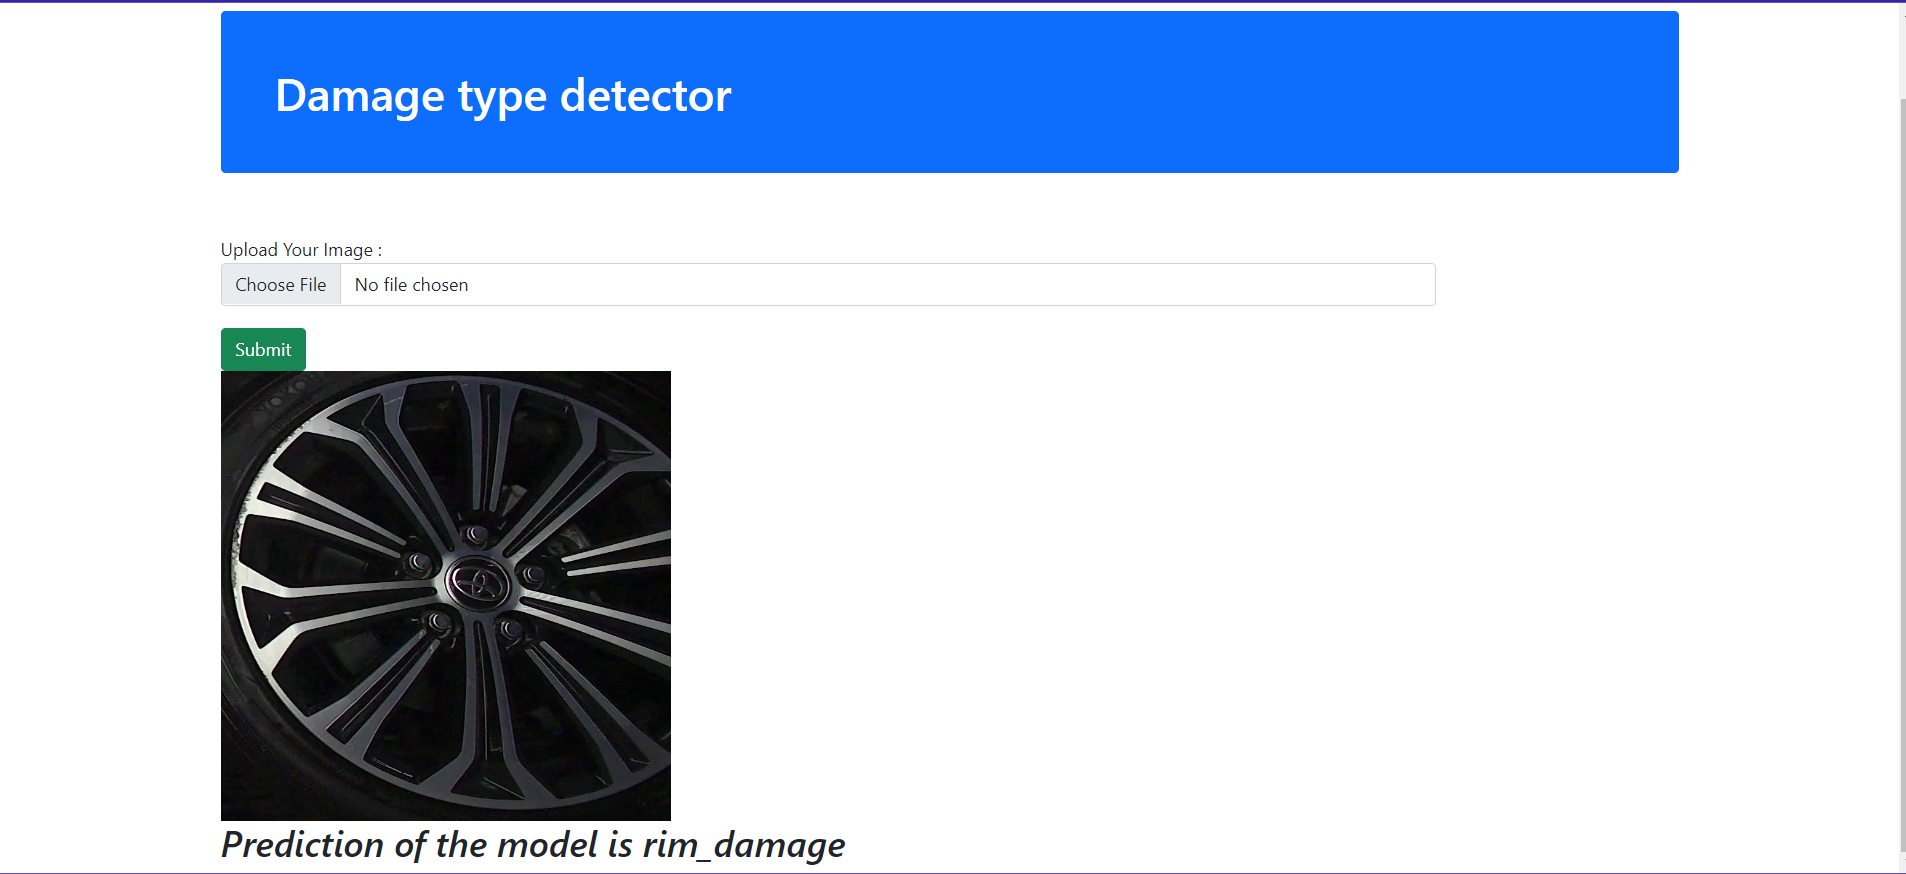 Damage type detector
Upload Your Image :
Choose File No file chosen
Submit
Prediction of the model is rim_damage